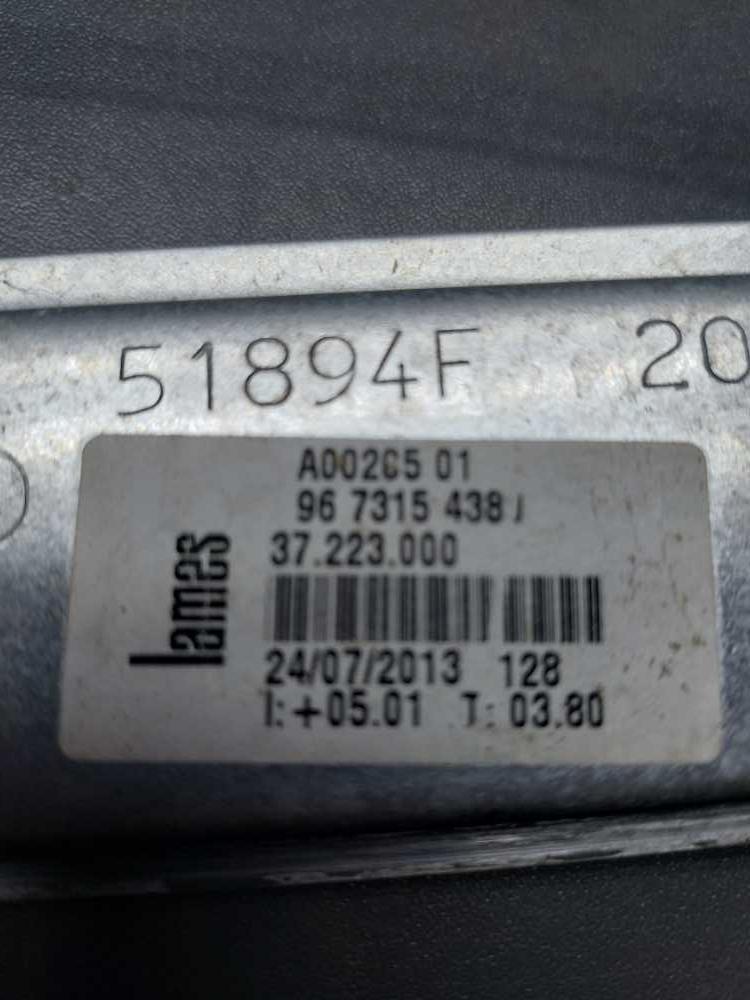 51894F 20
A002C5 01
96 7315 438
lames
37.223.000
24/07/2013 128
I: +05.01 T: 03.80